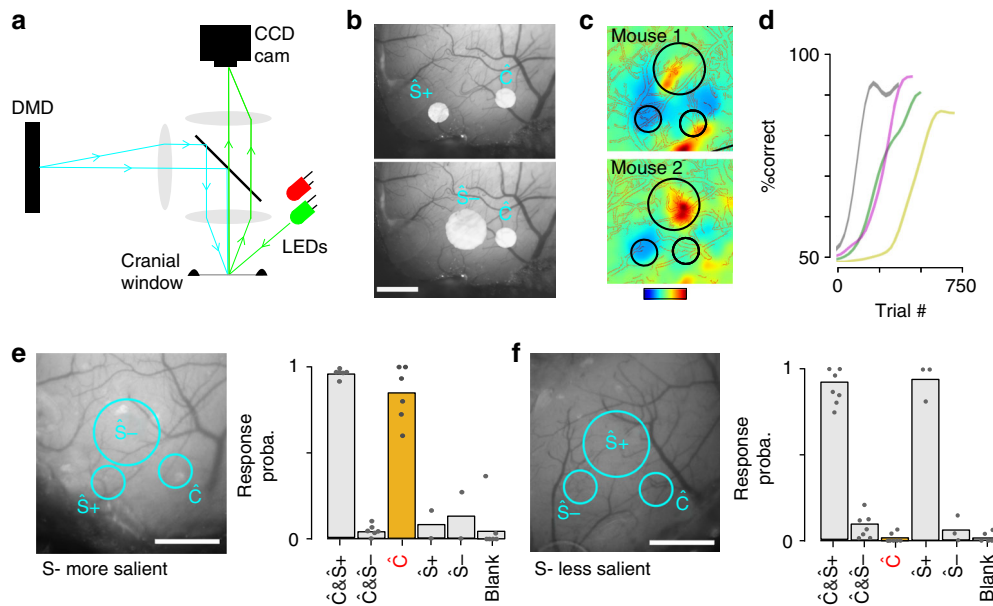 a
CCD
cam
DMD
LEDs
Cranial
window
b
Ŝ+
Ĉ
Ŝ−
Ĉ
c
Mouse 1
Mouse 2
d
100
50
%correct
0
750
Trial #
e
Ŝ−
Ŝ+
Ĉ
S- more salient
1
0
Response
proba.
Ĉ&Ŝ+
Ĉ&Ŝ−
Ĉ
Ŝ+
Ŝ−
Blank
f
Ŝ+
Ŝ−
Ĉ
S- less salient
1
0
Response
proba.
Ĉ&Ŝ+
Ĉ&Ŝ−
Ĉ
Ŝ+
Ŝ−
Blank